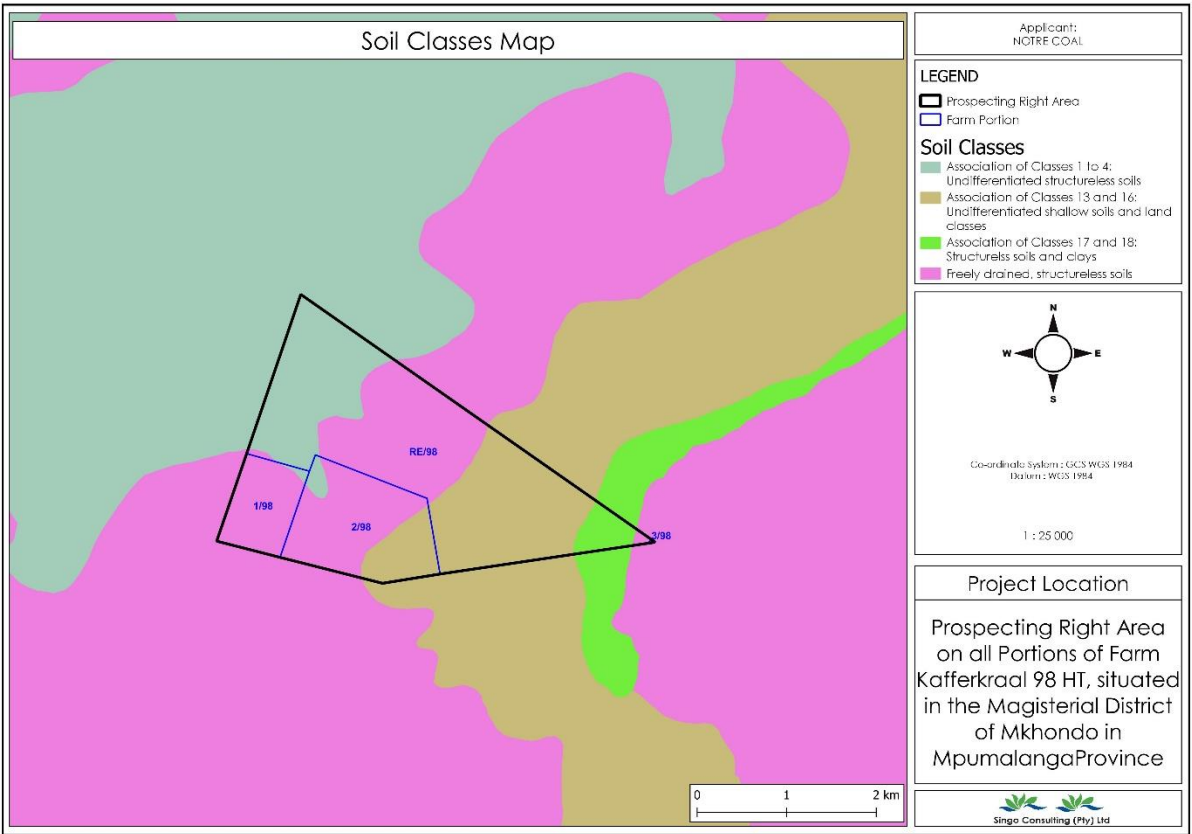 Soil Classes Map
RE/98
1/98
2/98
3/98
0 1 2 km
Applicant:
NOTRE COAL
LEGEND
Prospecting Right Area
Farm Portion
Soil Classes
Association of Classes 1 to 4:
Undifferentiated structureless soils
Association of Classes 13 and 16:
Undifferentiated shallow soils and land
classes
Association of Classes 17 and 18:
Structurelss soils and clays
Freely drained, structureless soils
N
W E
S
Co-ordinate System : GCS WGS 1984
Datum : WGS 1984
1 : 25 000
Project Location
Prospecting Right Area
on all Portions of Farm
Kafferkraal 98 HT, situated
in the Magisterial District
of Mkhondo in
MpumalangaProvince
Singo Consulting (Pty) Ltd